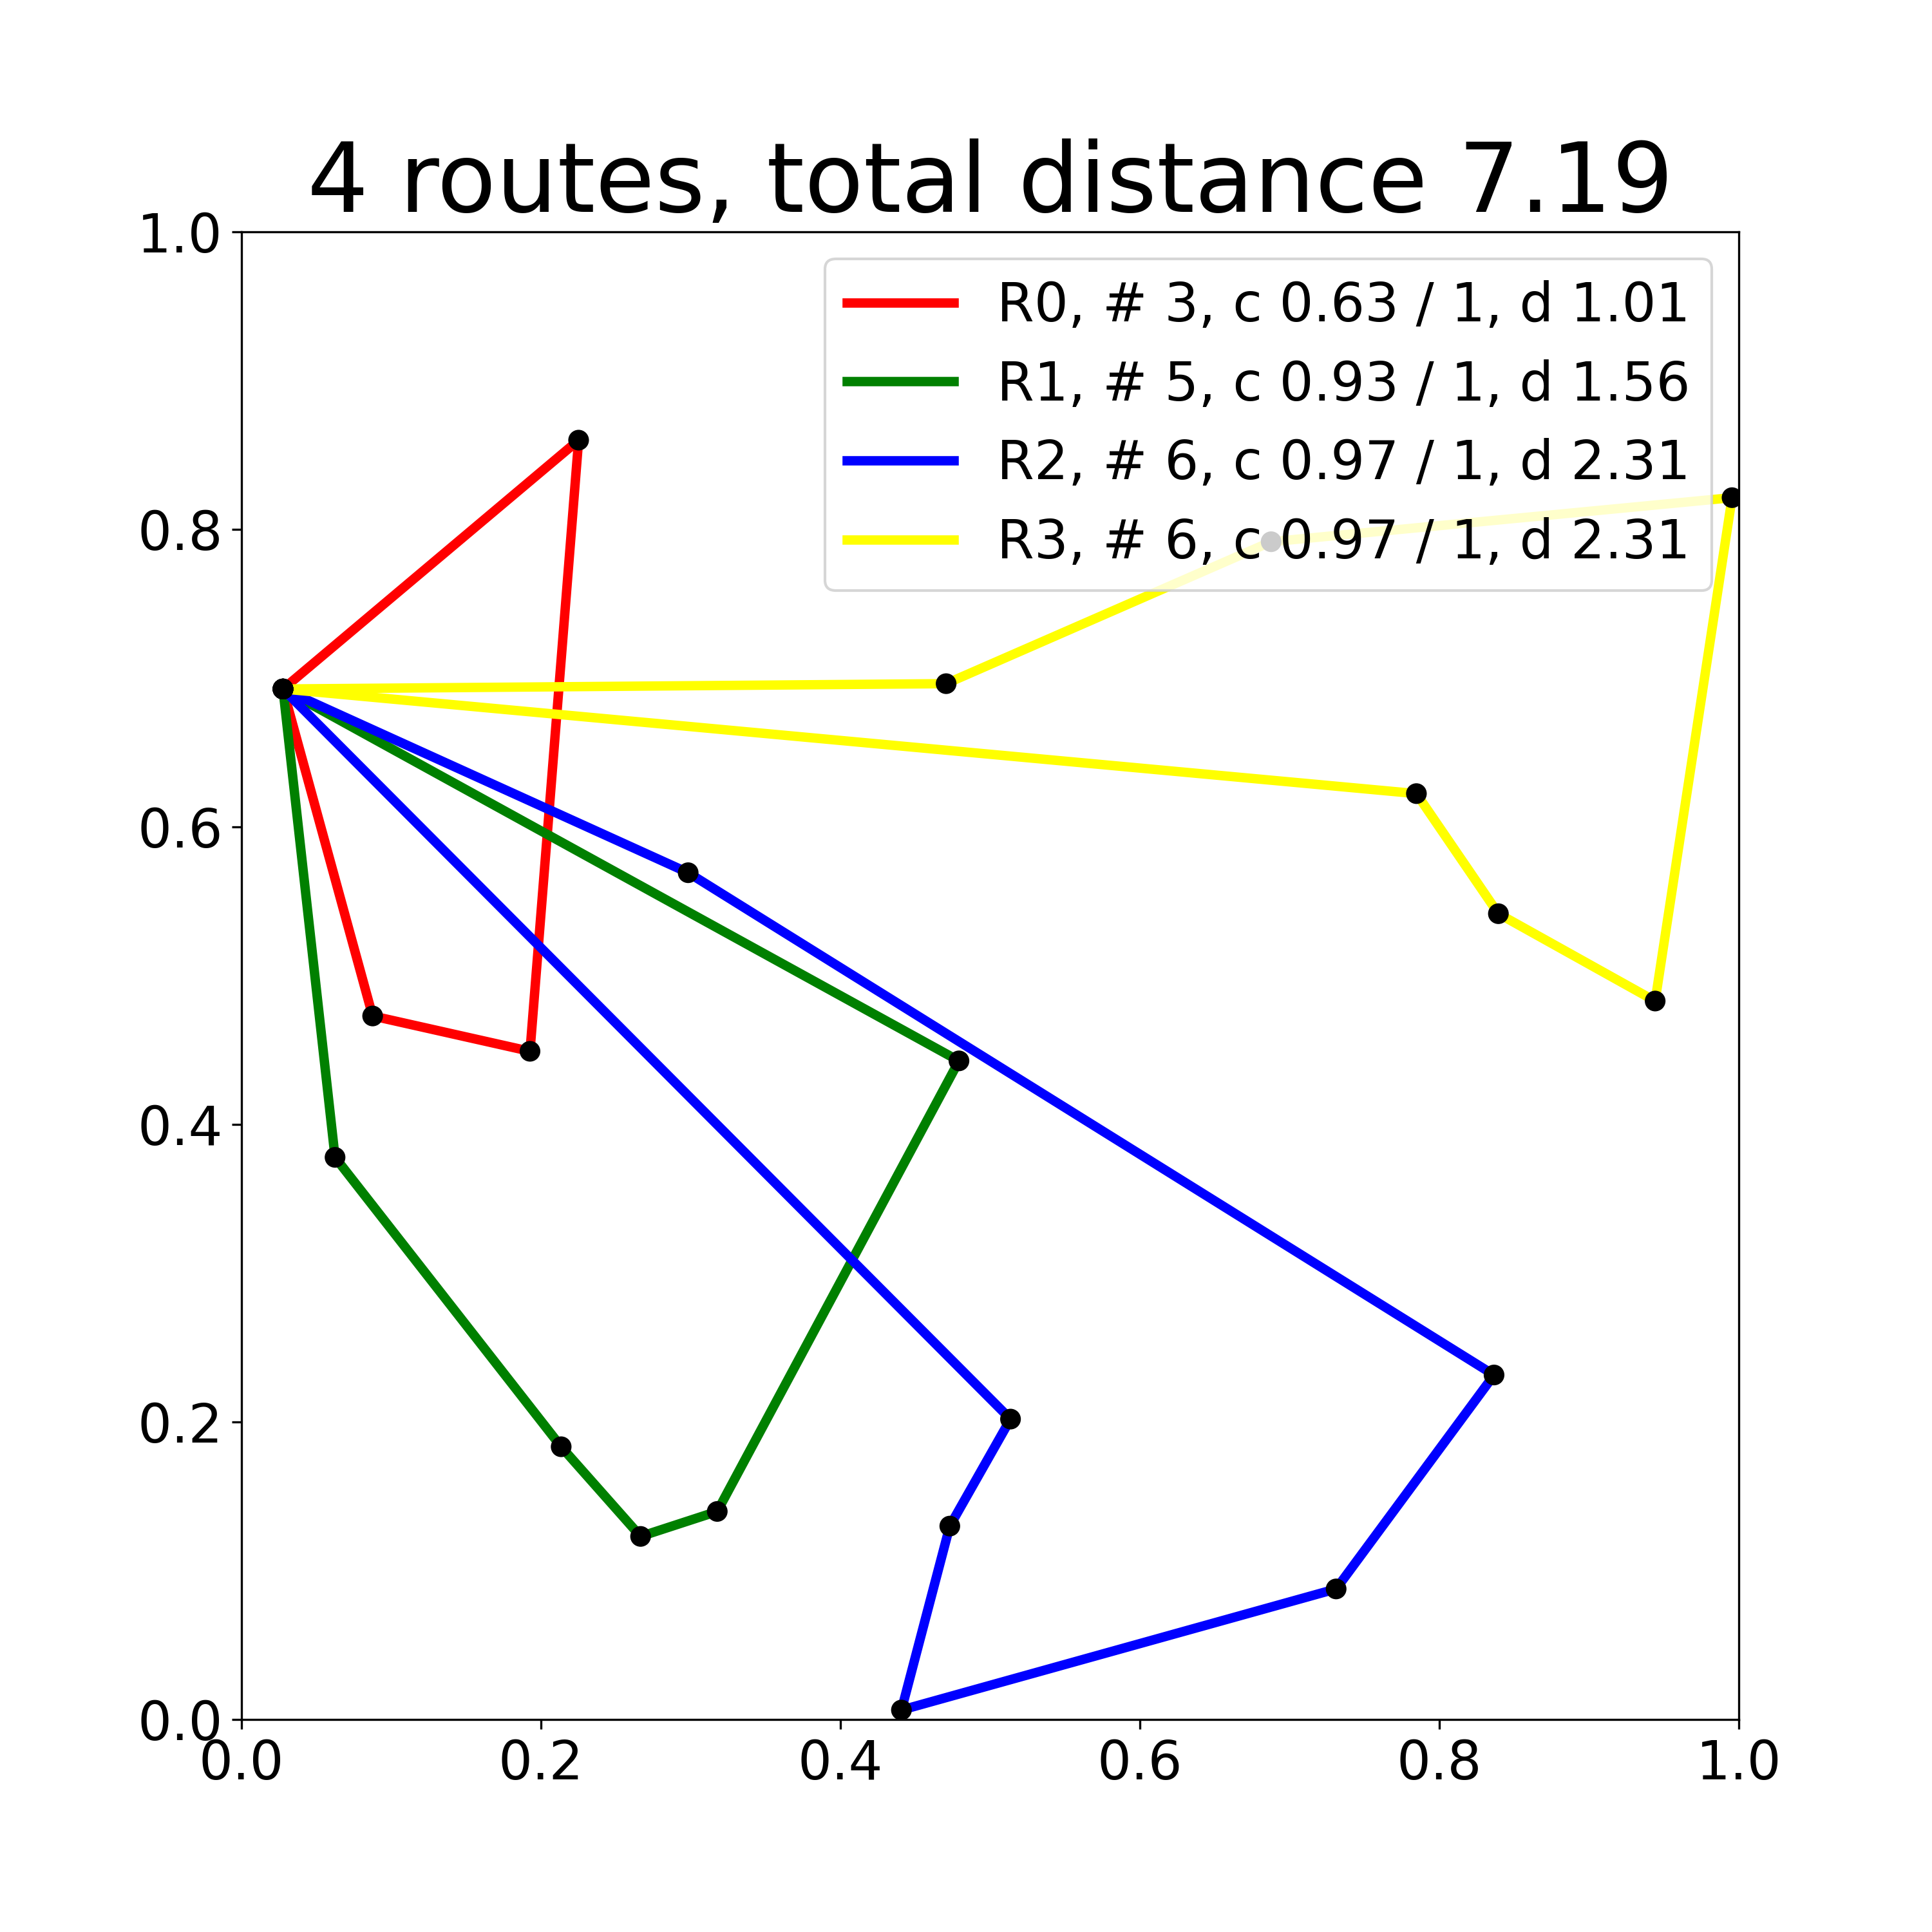 4 routes, total distance 7.19
R0, # 3, c 0.63 / 1, d 1.01
R1, # 5, c 0.93 / 1, d 1.56
R2, # 6, c 0.97 / 1, d 2.31
R3, # 6, c 0.97 / 1, d 2.31
1.0
0.8
0.6
0.4
0.2
0.0
0.0 0.2 0.4 0.6 0.8 1.0